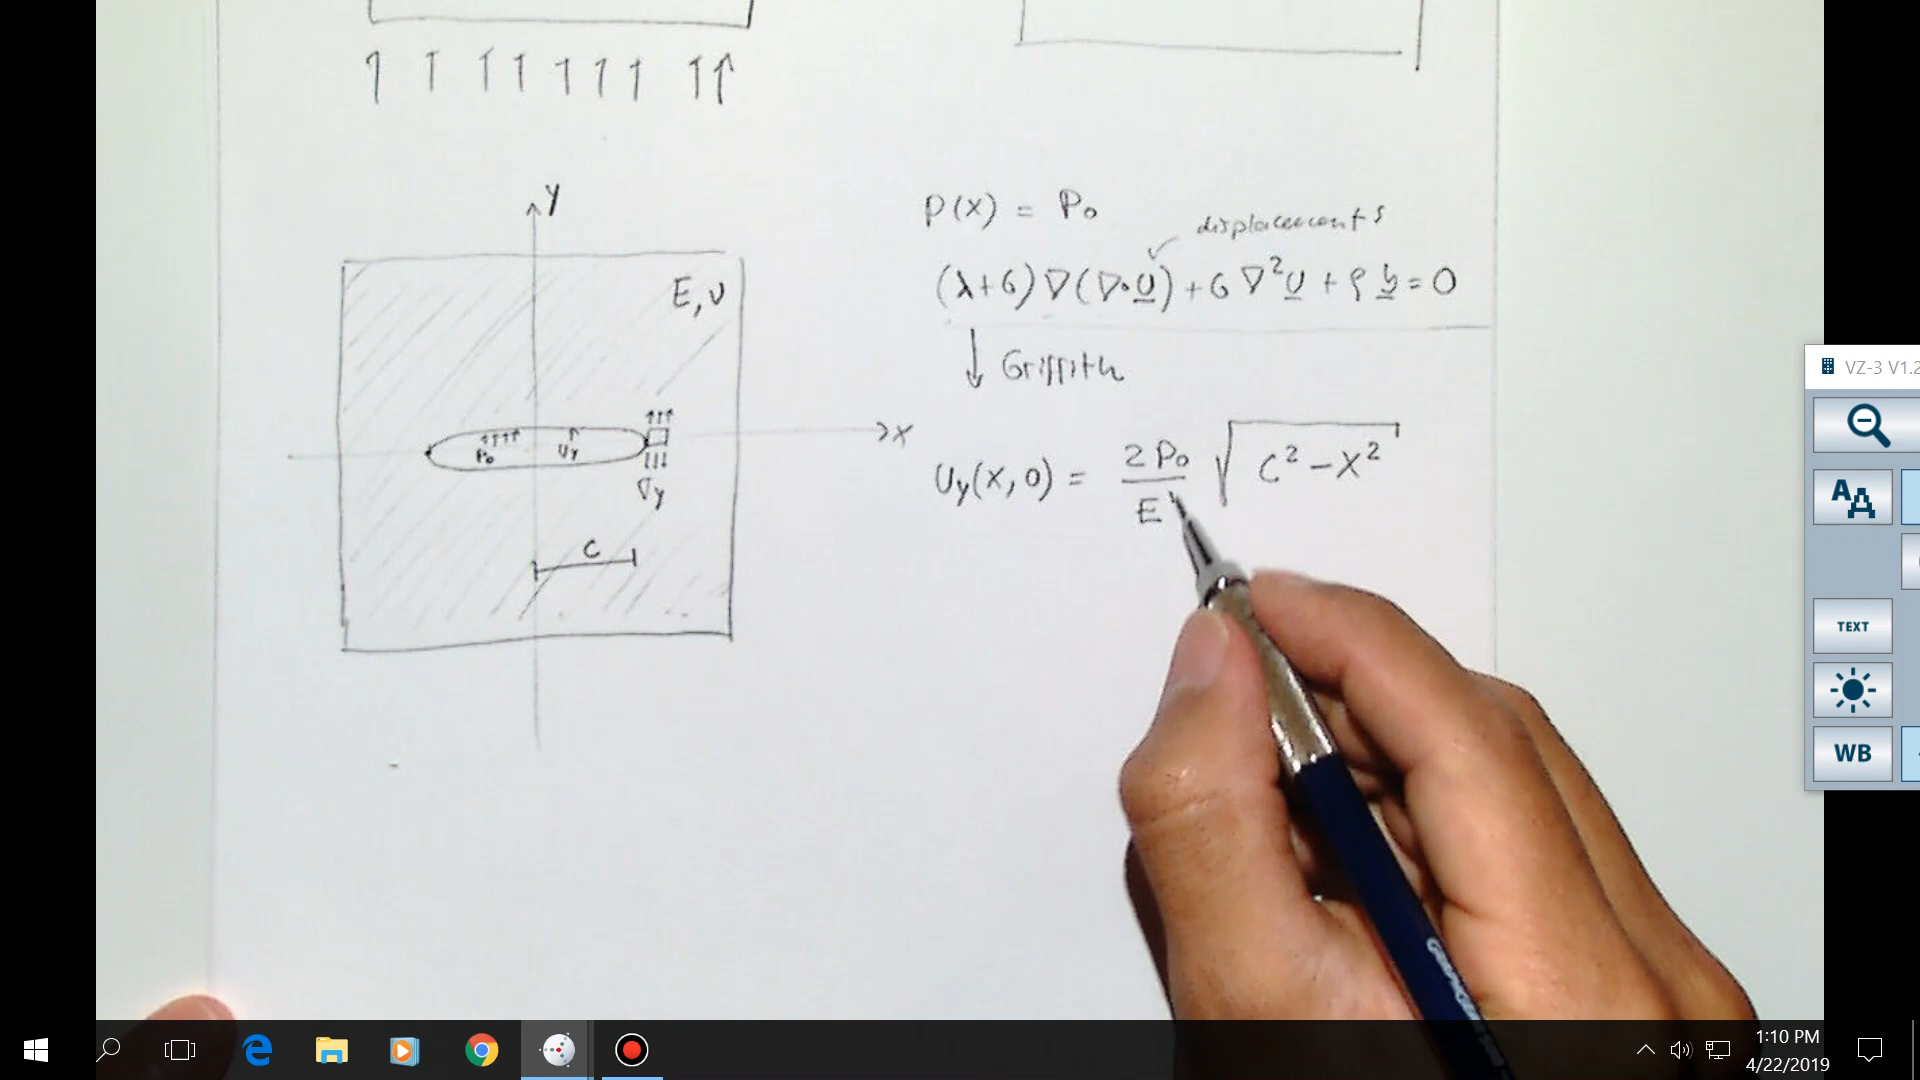 y
P(x) = P₀
displacements
(λ+G)∇(∇·u) + G∇²u + ρb = 0
E, ν
Griffith
x
P₀ Uy
Uy(x,0) = 2P₀/E √(C² − x²)
σy
C
VZ-3 V1.2
AA
TEXT
WB
1:10 PM
4/22/2019